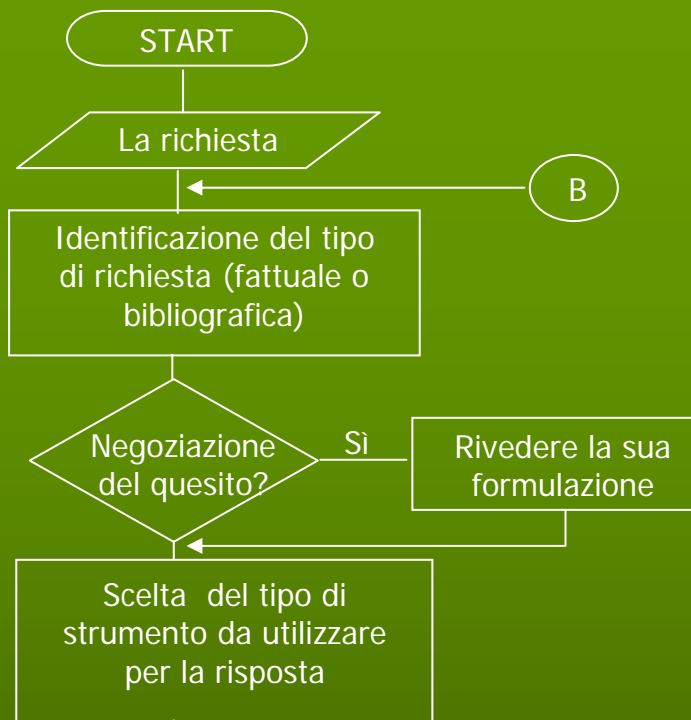 START
La richiesta
B
Identificazione del tipo
di richiesta (fattuale o
bibliografica)
Negoziazione
del quesito?
Sì
Rivedere la sua
formulazione
Scelta del tipo di
strumento da utilizzare
per la risposta